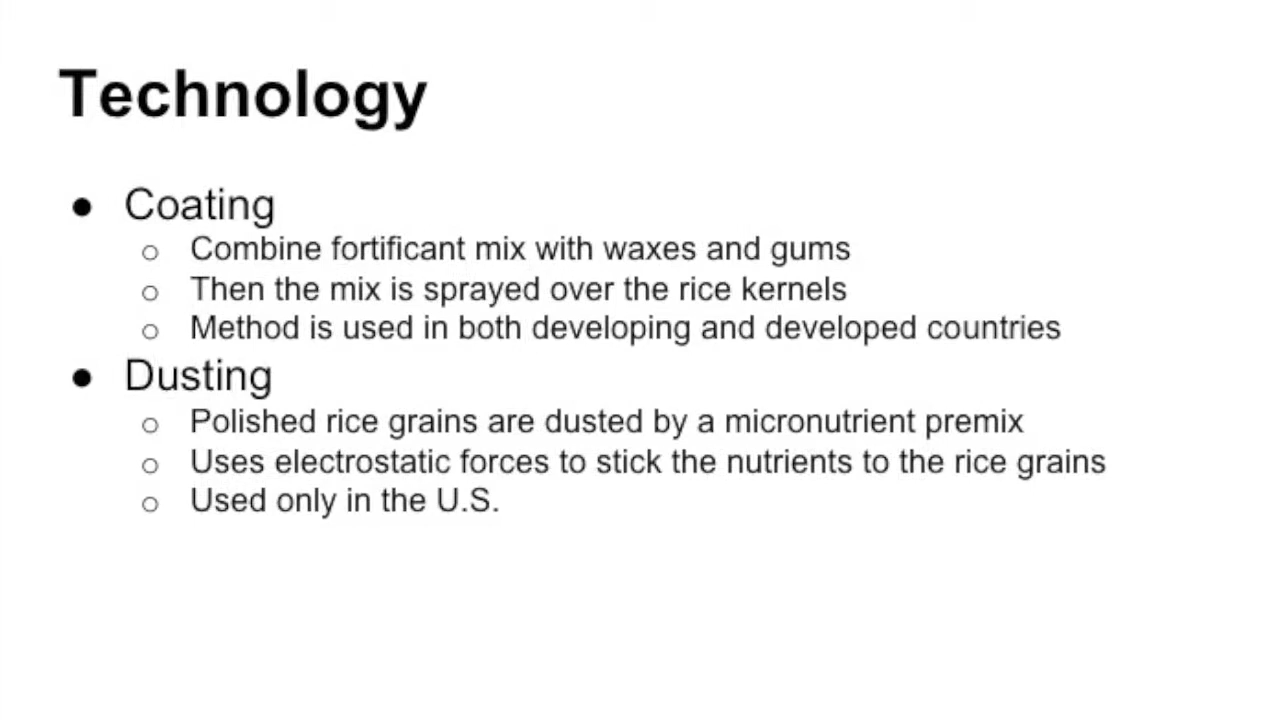 Technology
● Coating
○ Combine fortificant mix with waxes and gums
○ Then the mix is sprayed over the rice kernels
○ Method is used in both developing and developed countries
● Dusting
○ Polished rice grains are dusted by a micronutrient premix
○ Uses electrostatic forces to stick the nutrients to the rice grains
○ Used only in the U.S.